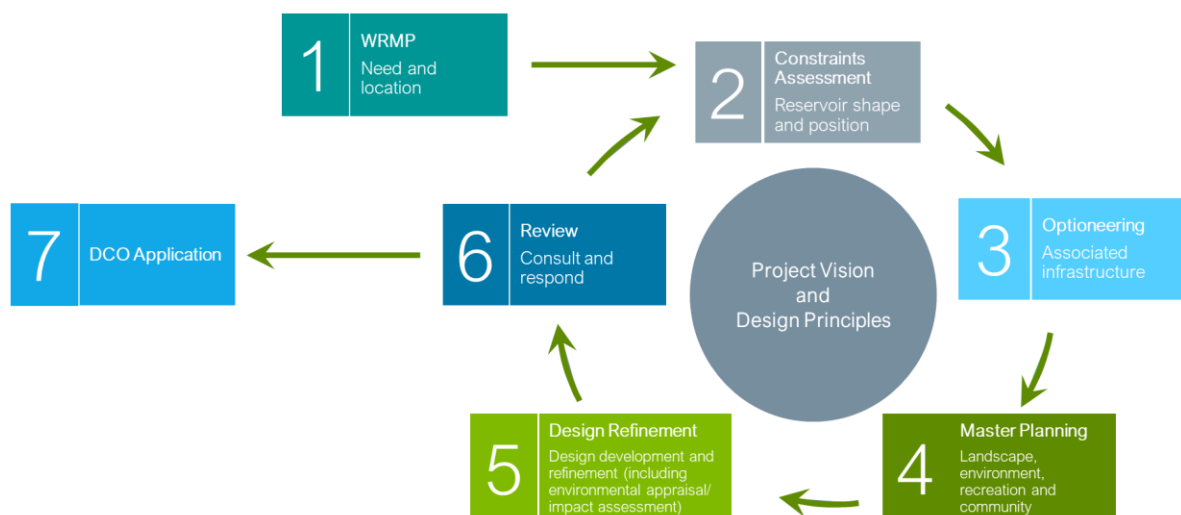 1
WRMP
Need and
location
2
Constraints
Assessment
Reservoir shape
and position
3
Optioneering
Associated
infrastructure
4
Master Planning
Landscape,
environment,
recreation and
community
5
Design Refinement
Design development and
refinement (including
environmental appraisal/
impact assessment)
6
Review
Consult and
respond
7
DCO Application
Project Vision
and
Design Principles